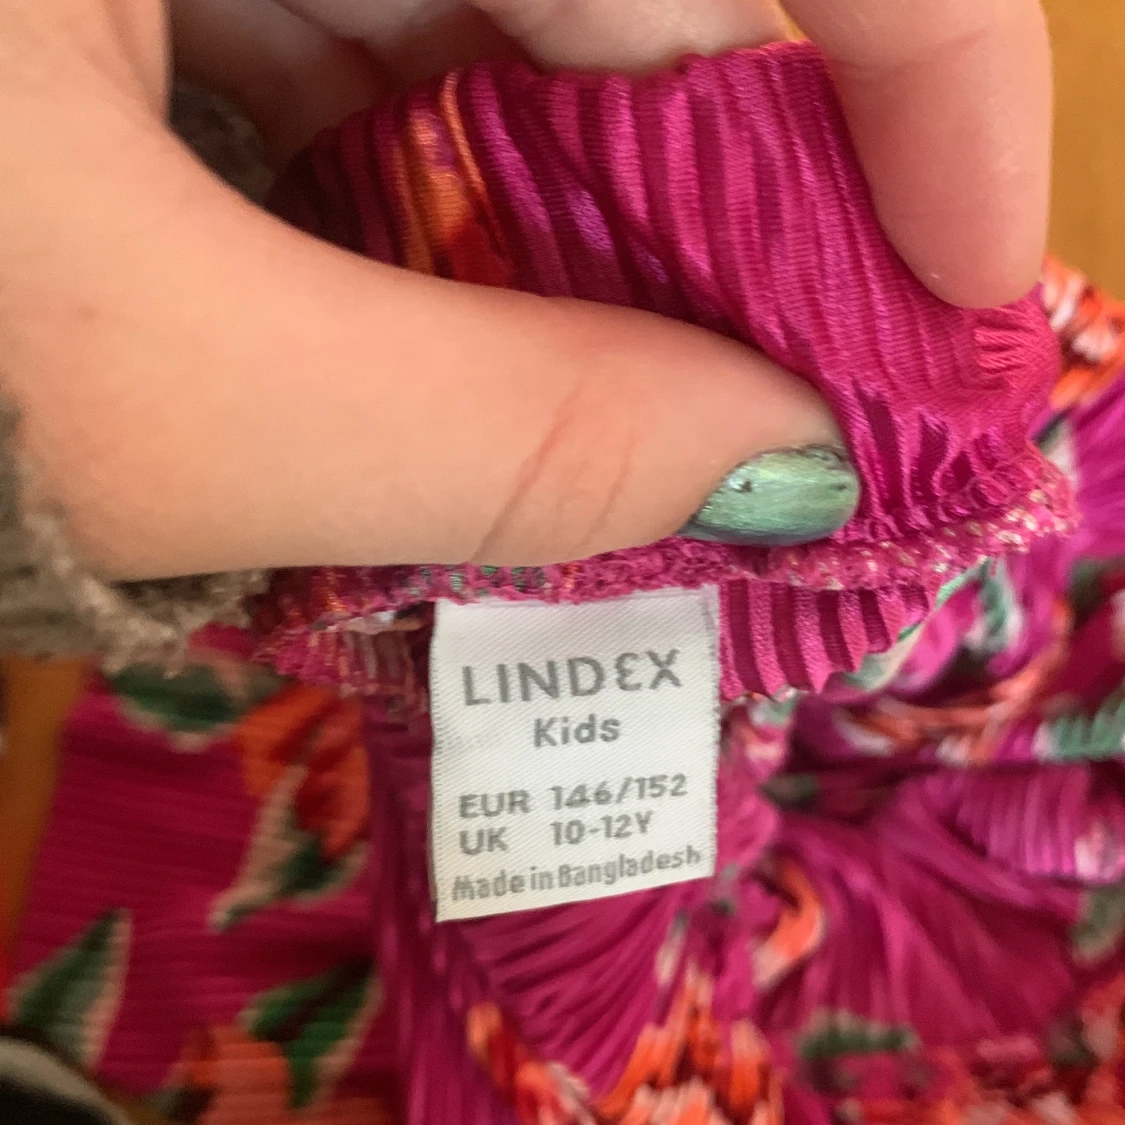 LINDEX
Kids
EUR 146/152
UK 10-12Y
Made in Bangladesh